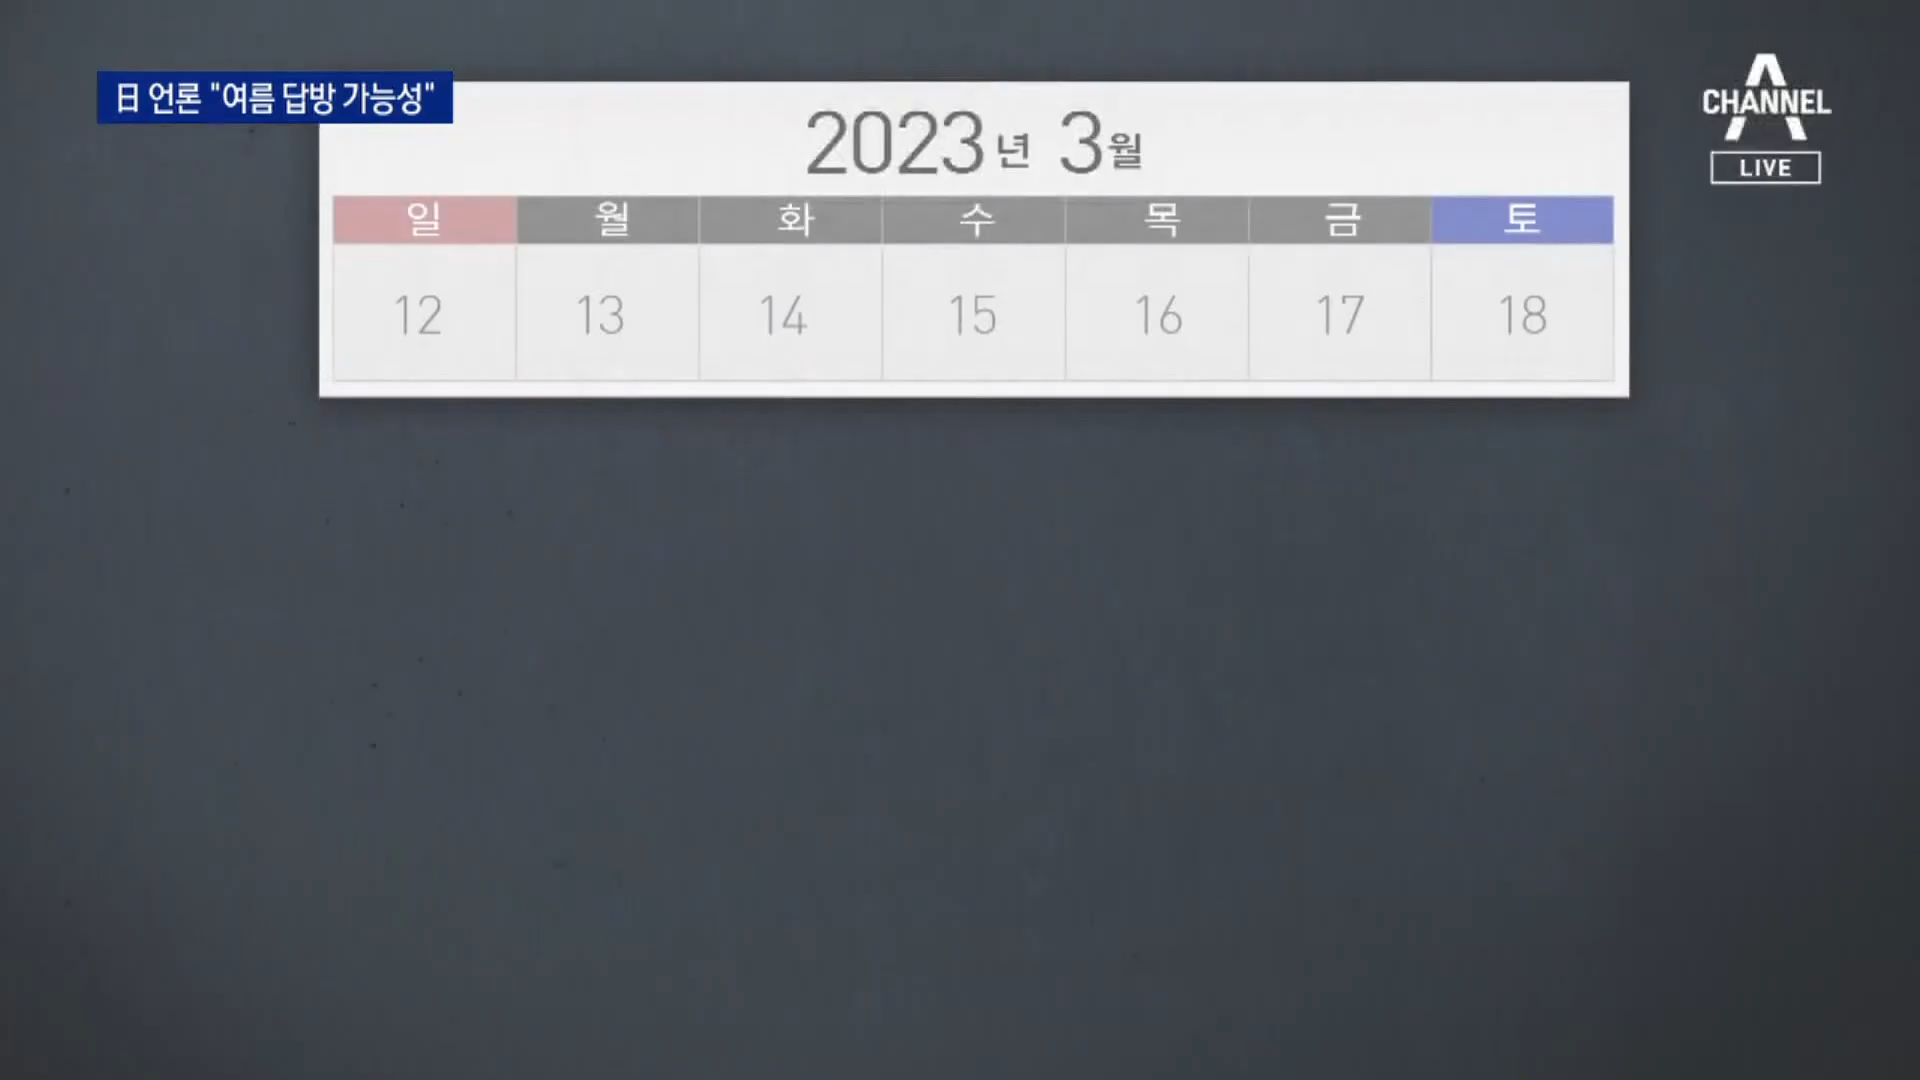 日 언론 "여름 답방 가능성"
CHANNEL A
LIVE
2023년 3월
일 월 화 수 목 금 토
12 13 14 15 16 17 18